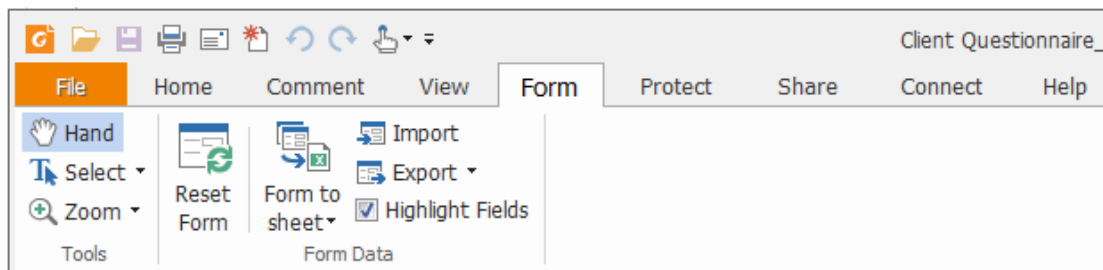 Client Questionnaire_
File Home Comment View Form Protect Share Connect Help
Hand
Select
Zoom
Tools
Reset
Form
Form to
sheet
Import
Export
Highlight Fields
Form Data